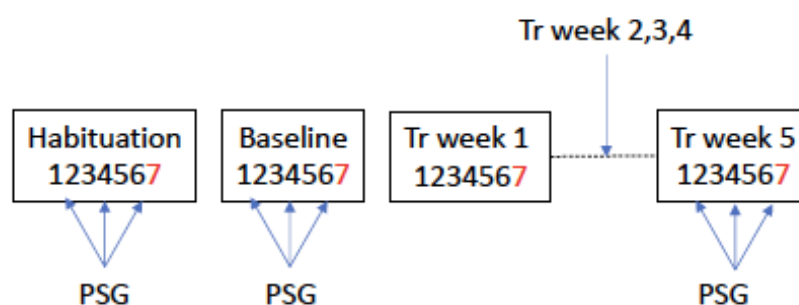 Tr week 2,3,4
Habituation
1234567
Baseline
1234567
Tr week 1
1234567
Tr week 5
1234567
PSG
PSG
PSG